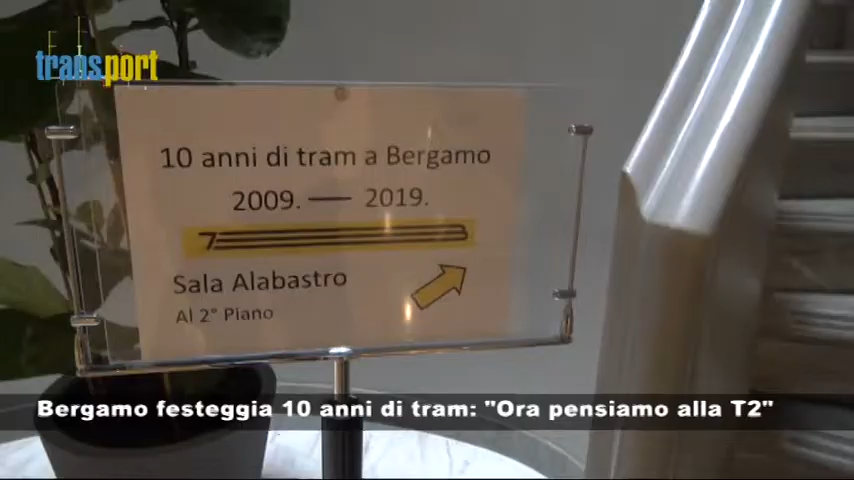 transport
10 anni di tram a Bergamo
2009. — 2019.
Sala Alabastro
Al 2° Piano
Bergamo festeggia 10 anni di tram: "Ora pensiamo alla T2"